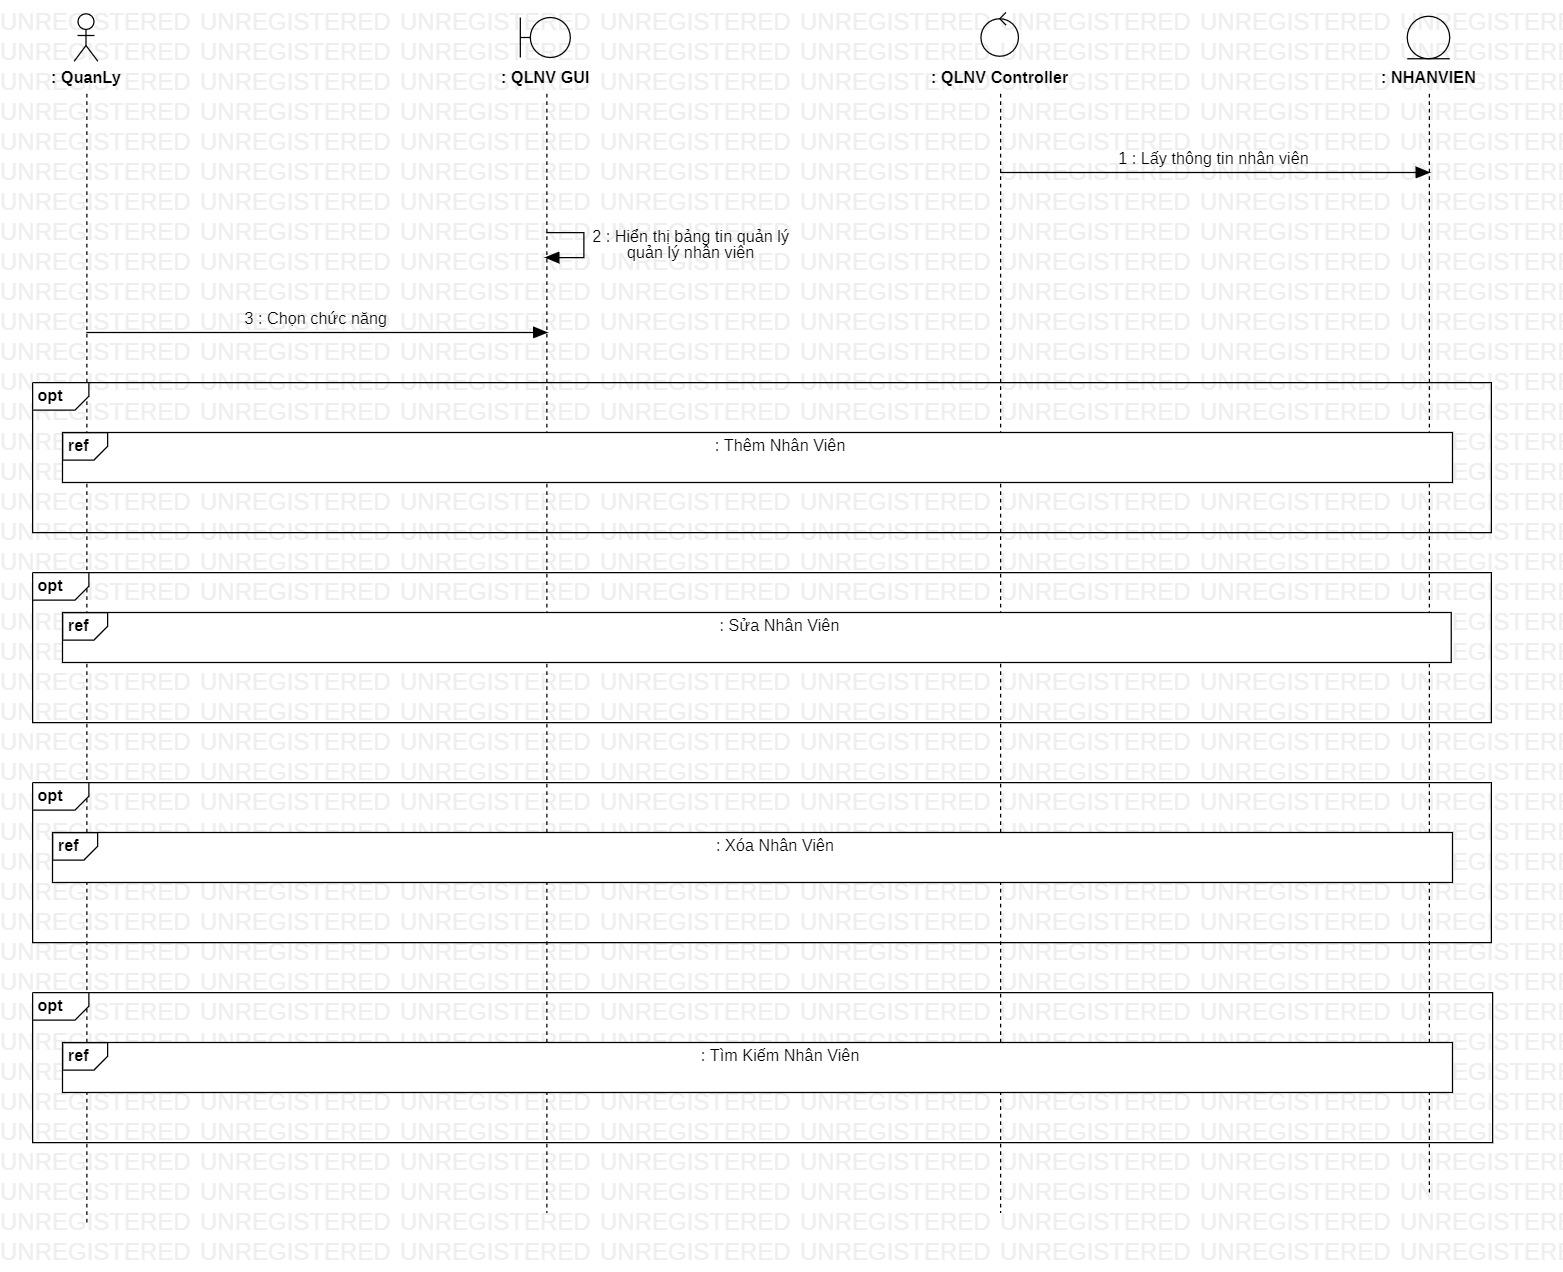 : QuanLy
: QLNV GUI
: QLNV Controller
: NHANVIEN
1 : Lấy thông tin nhân viên
2 : Hiển thị bảng tin quản lý
quản lý nhân viên
3 : Chọn chức năng
opt
ref
: Thêm Nhân Viên
opt
ref
: Sửa Nhân Viên
opt
ref
: Xóa Nhân Viên
opt
ref
: Tìm Kiếm Nhân Viên
UNREGISTERED